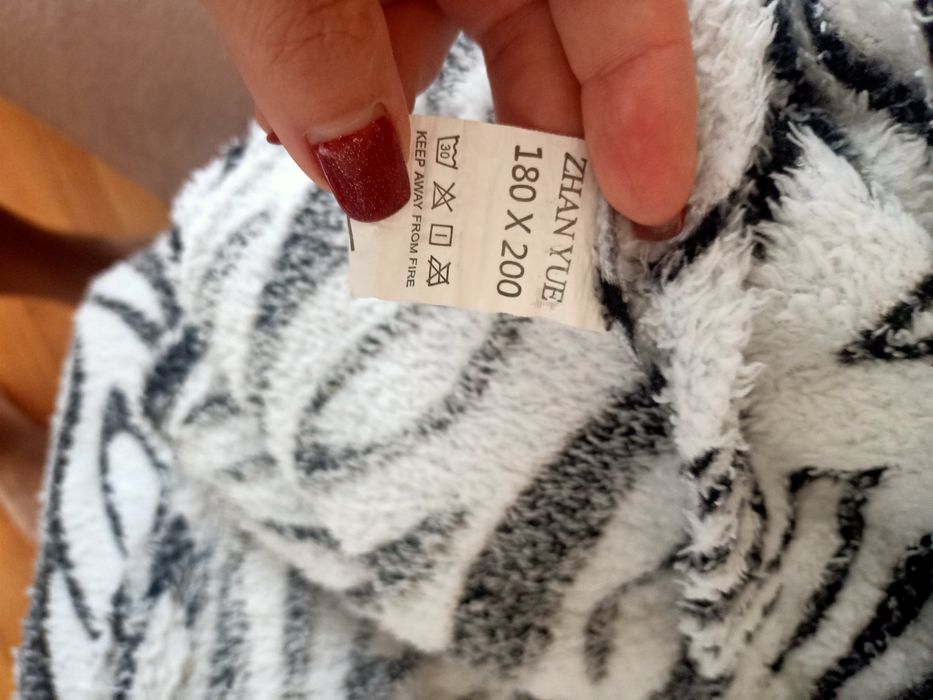 ZHAN YUE
180 X 200
30
KEEP AWAY FROM FIRE